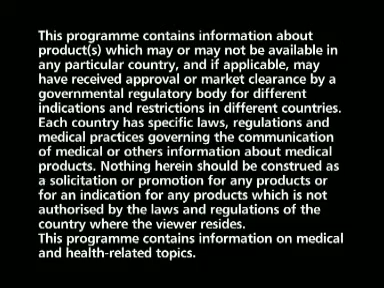 This programme contains information about
product(s) which may or may not be available in
any particular country, and if applicable, may
have received approval or market clearance by a
governmental regulatory body for different
indications and restrictions in different countries.
Each country has specific laws, regulations and
medical practices governing the communication
of medical or others information about medical
products. Nothing herein should be construed as
a solicitation or promotion for any products or
for an indication for any products which is not
authorised by the laws and regulations of the
country where the viewer resides.
This programme contains information on medical
and health-related topics.